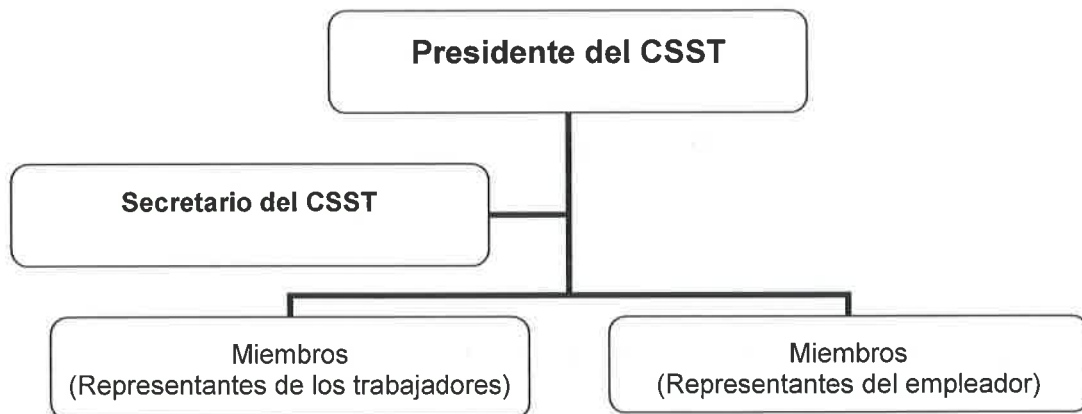 Presidente del CSST
Secretario del CSST
Miembros
(Representantes de los trabajadores)
Miembros
(Representantes del empleador)